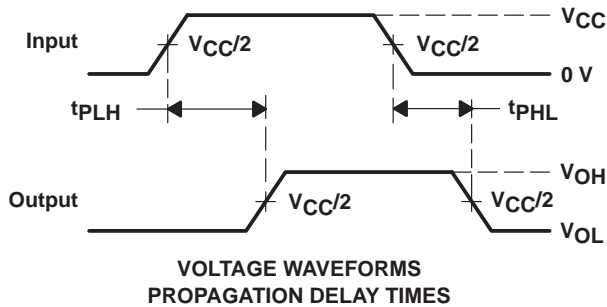 VCC
Input
VCC/2
VCC/2
0 V
tPLH
tPHL
VOH
Output
VCC/2
VCC/2
VOL
VOLTAGE WAVEFORMS
PROPAGATION DELAY TIMES